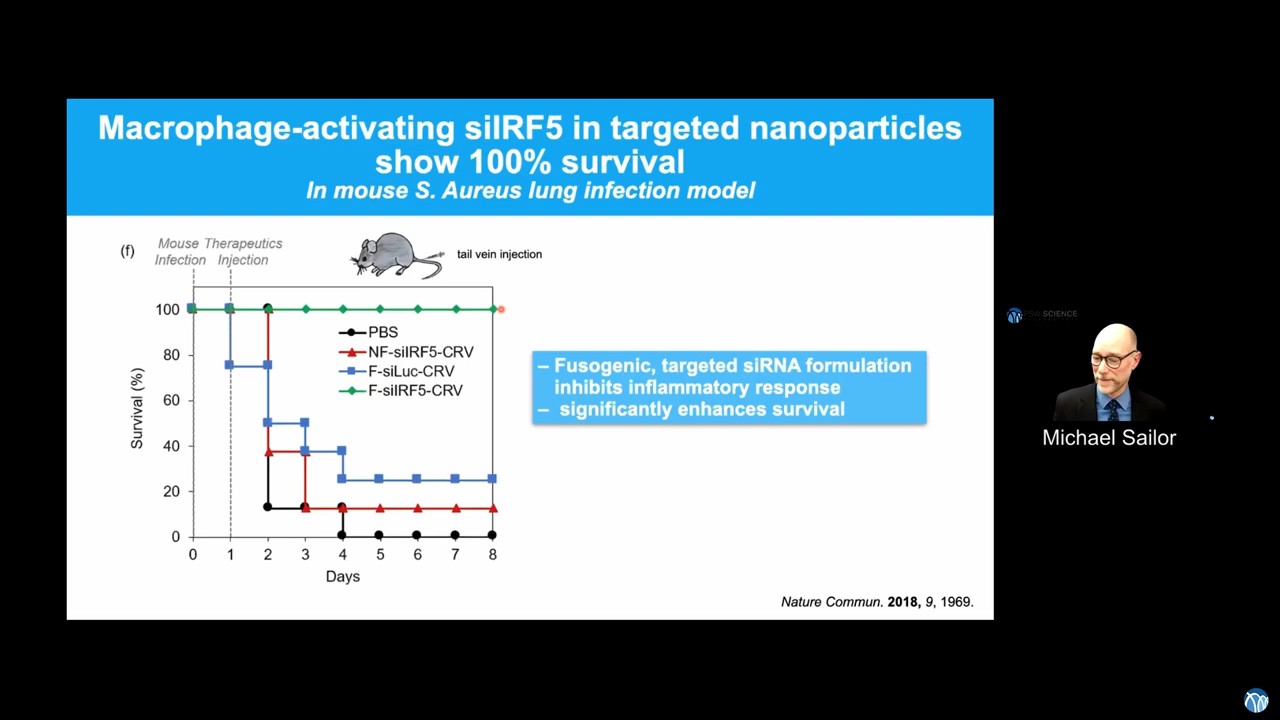 Macrophage-activating siIRF5 in targeted nanoparticles
show 100% survival
In mouse S. Aureus lung infection model
(f)
Mouse Therapeutics
Infection Injection
tail vein injection
100
80
60
40
20
0
Survival (%)
PBS
NF-siIRF5-CRV
F-siLuc-CRV
F-siIRF5-CRV
0 1 2 3 4 5 6 7 8
Days
– Fusogenic, targeted siRNA formulation
inhibits inflammatory response
– significantly enhances survival
Nature Commun. 2018, 9, 1969.
PSW SCIENCE
Michael Sailor